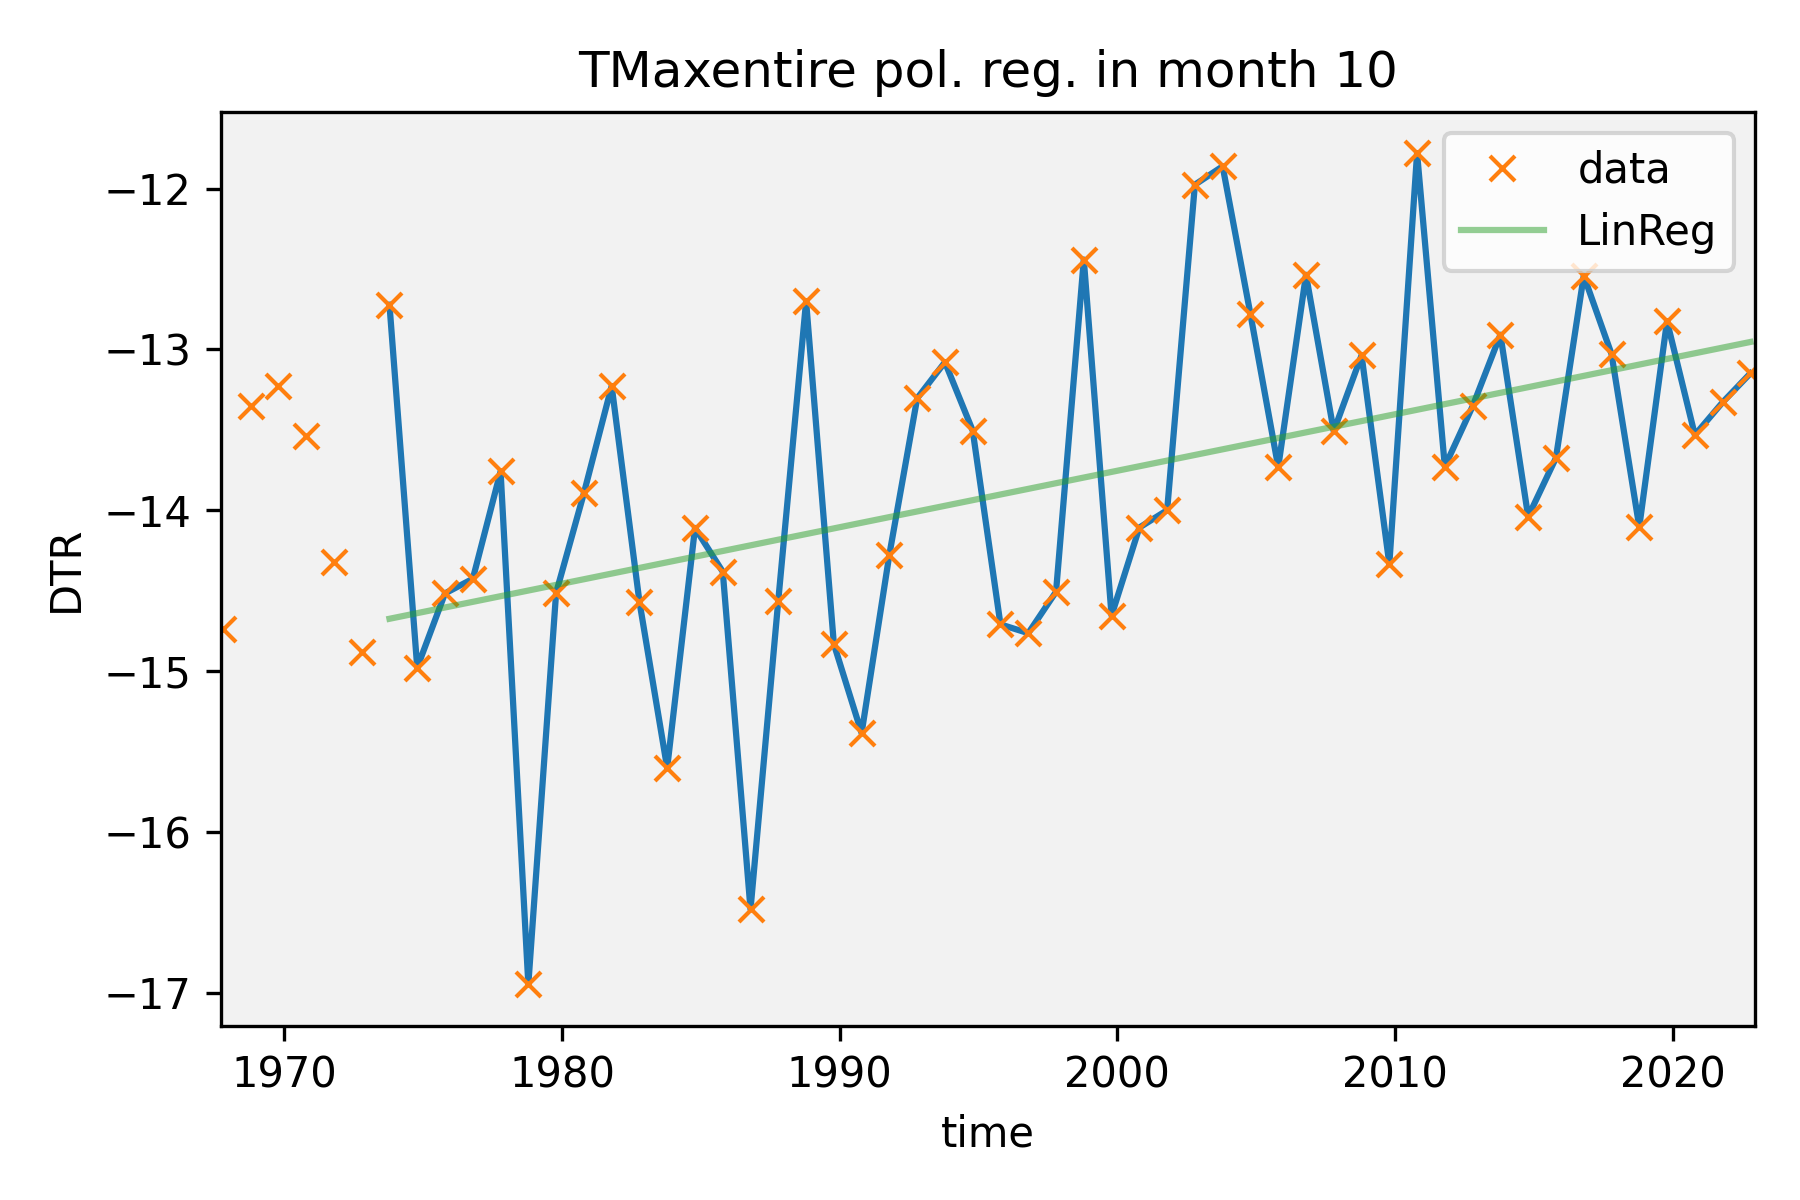 TMaxentire pol. reg. in month 10
data
LinReg
−12
−13
−14
−15
−16
−17
DTR
1970 1980 1990 2000 2010 2020
time